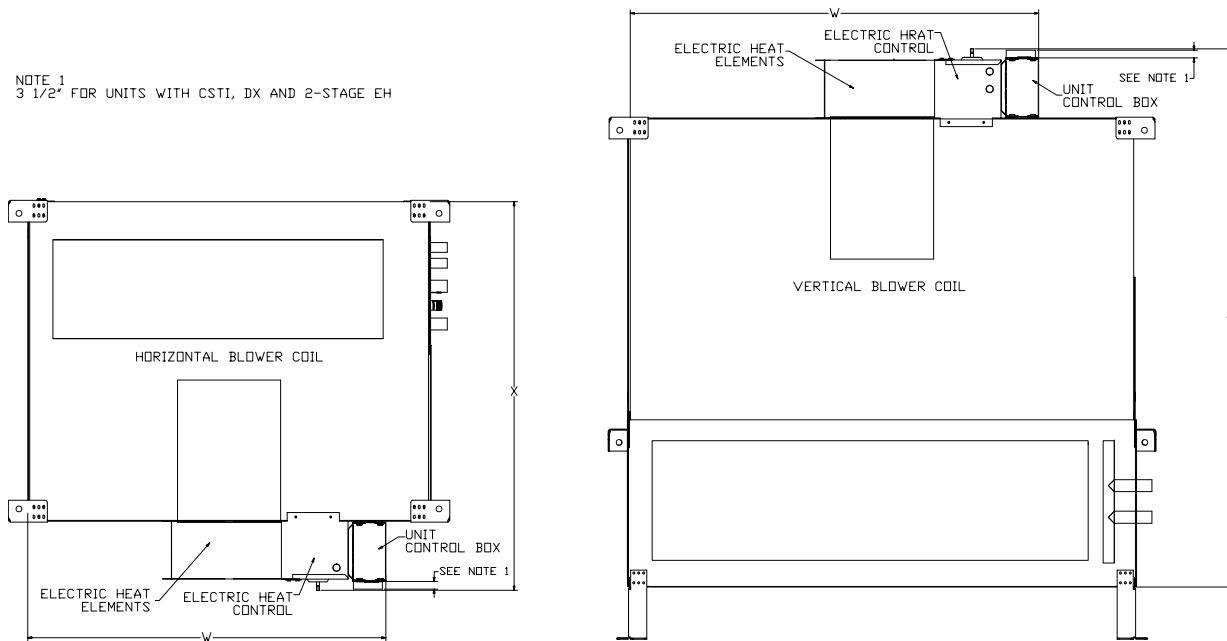 NOTE 1
3 1/2" FOR UNITS WITH CSTI, DX AND 2-STAGE EH
HORIZONTAL BLOWER COIL
X
UNIT
CONTROL BOX
SEE NOTE 1
ELECTRIC HEAT
ELEMENTS
ELECTRIC HEAT
CONTROL
W
W
ELECTRIC HEAT
ELEMENTS
ELECTRIC HRAT
CONTROL
SEE NOTE 1
UNIT
CONTROL BOX
VERTICAL BLOWER COIL